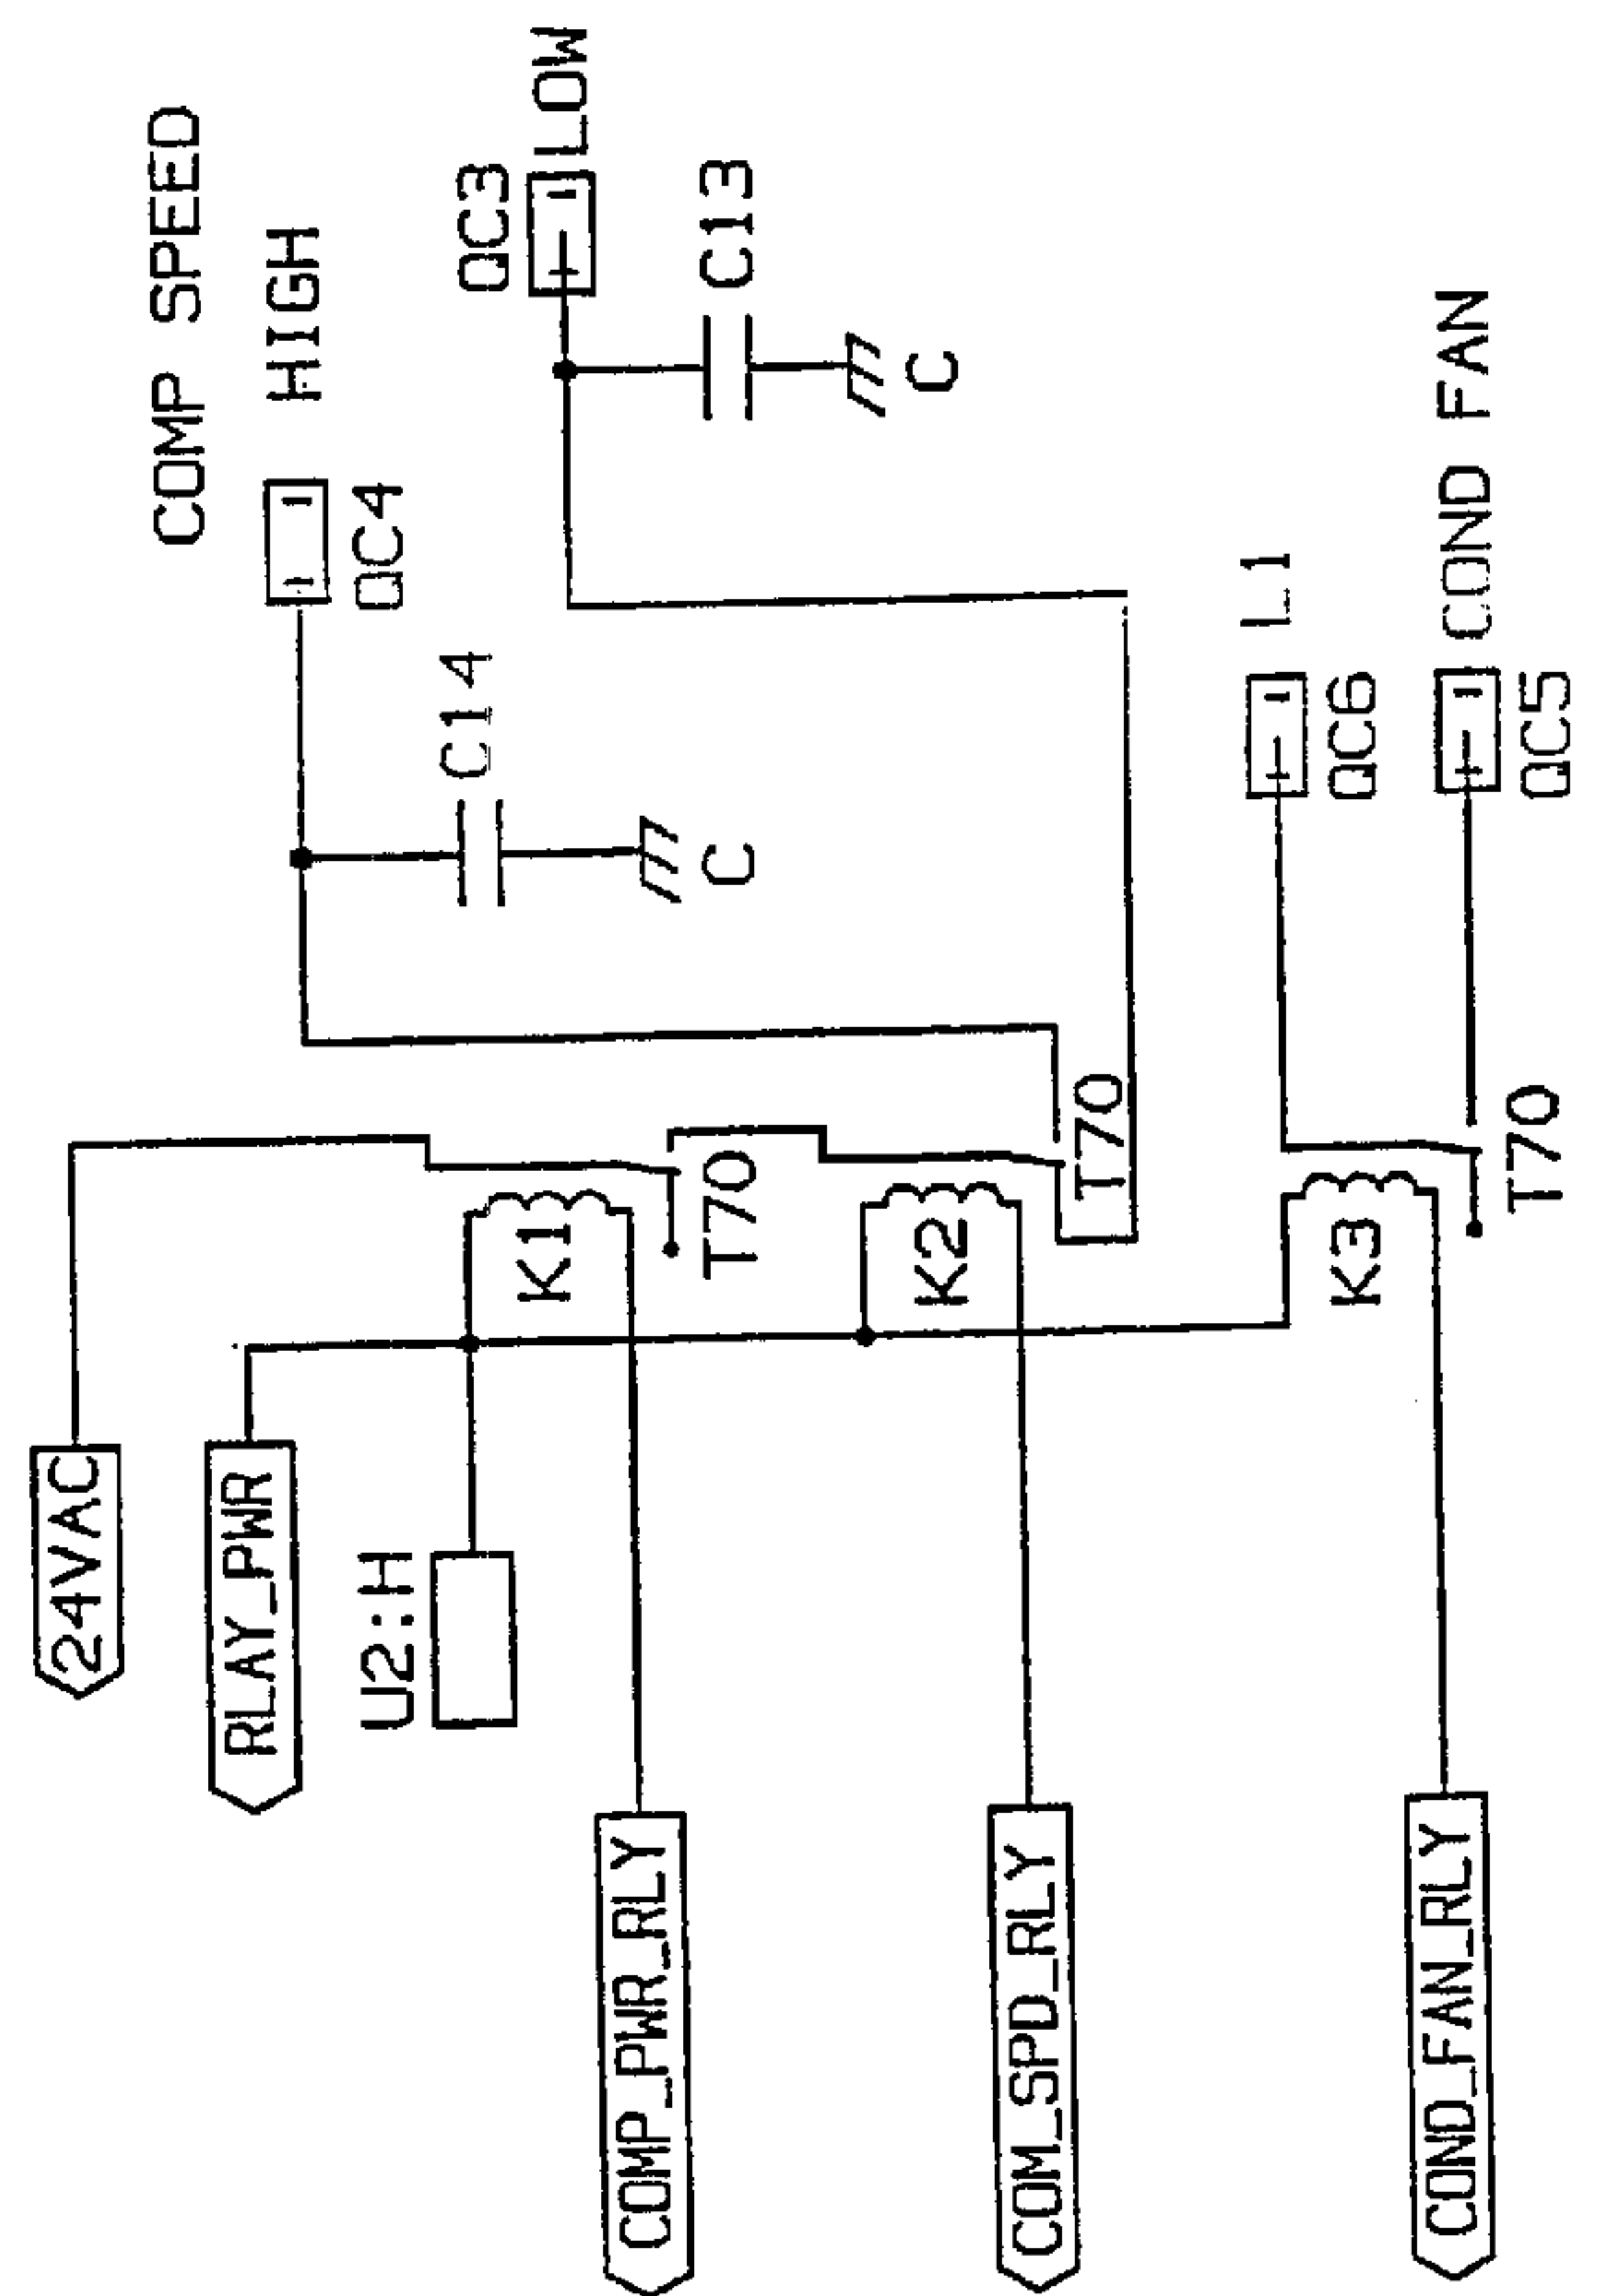 COMP SPEED
HIGH
QC4
C14
C
QC3
LOW
C13
C
24VAC
RLAY_PWR
U2:H
K1
T70
K2
T70
L1
QC6
COND FAN
QC5
K3
T70
COMP_PWR_RLY
COM_SPD_RLY
COND_FAN_RLY